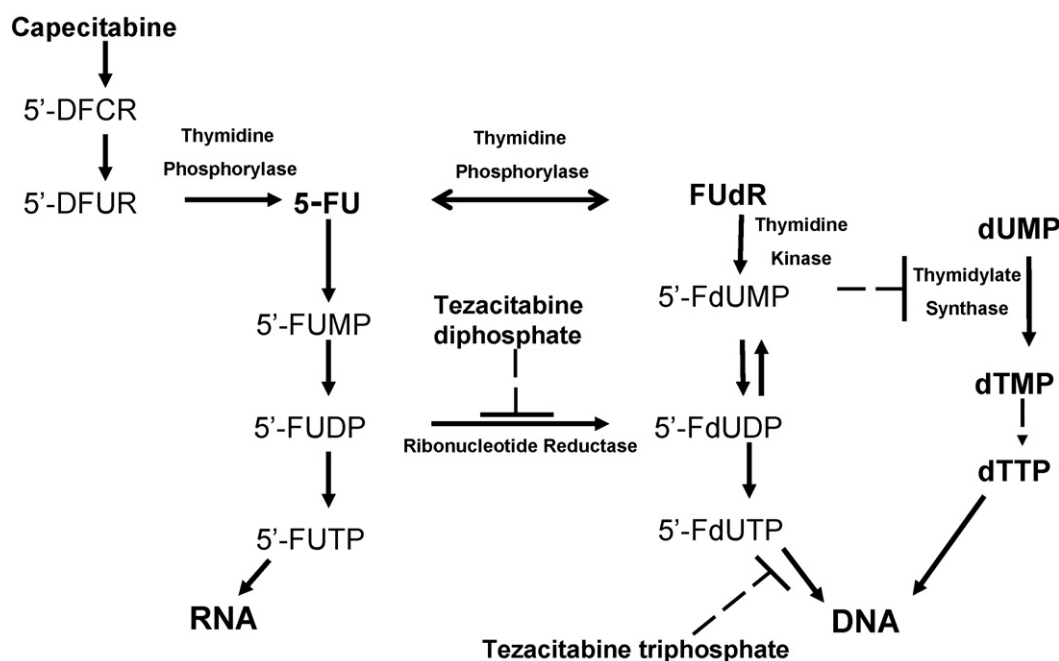 Capecitabine
5’-DFCR
Thymidine
Phosphorylase
Thymidine
Phosphorylase
5’-DFUR
5-FU
FUdR
Thymidine
Kinase
dUMP
Thymidylate
Synthase
5’-FUMP
Tezacitabine
diphosphate
5’-FdUMP
dTMP
5’-FUDP
Ribonucleotide Reductase
5’-FdUDP
dTTP
5’-FUTP
5’-FdUTP
RNA
DNA
Tezacitabine triphosphate